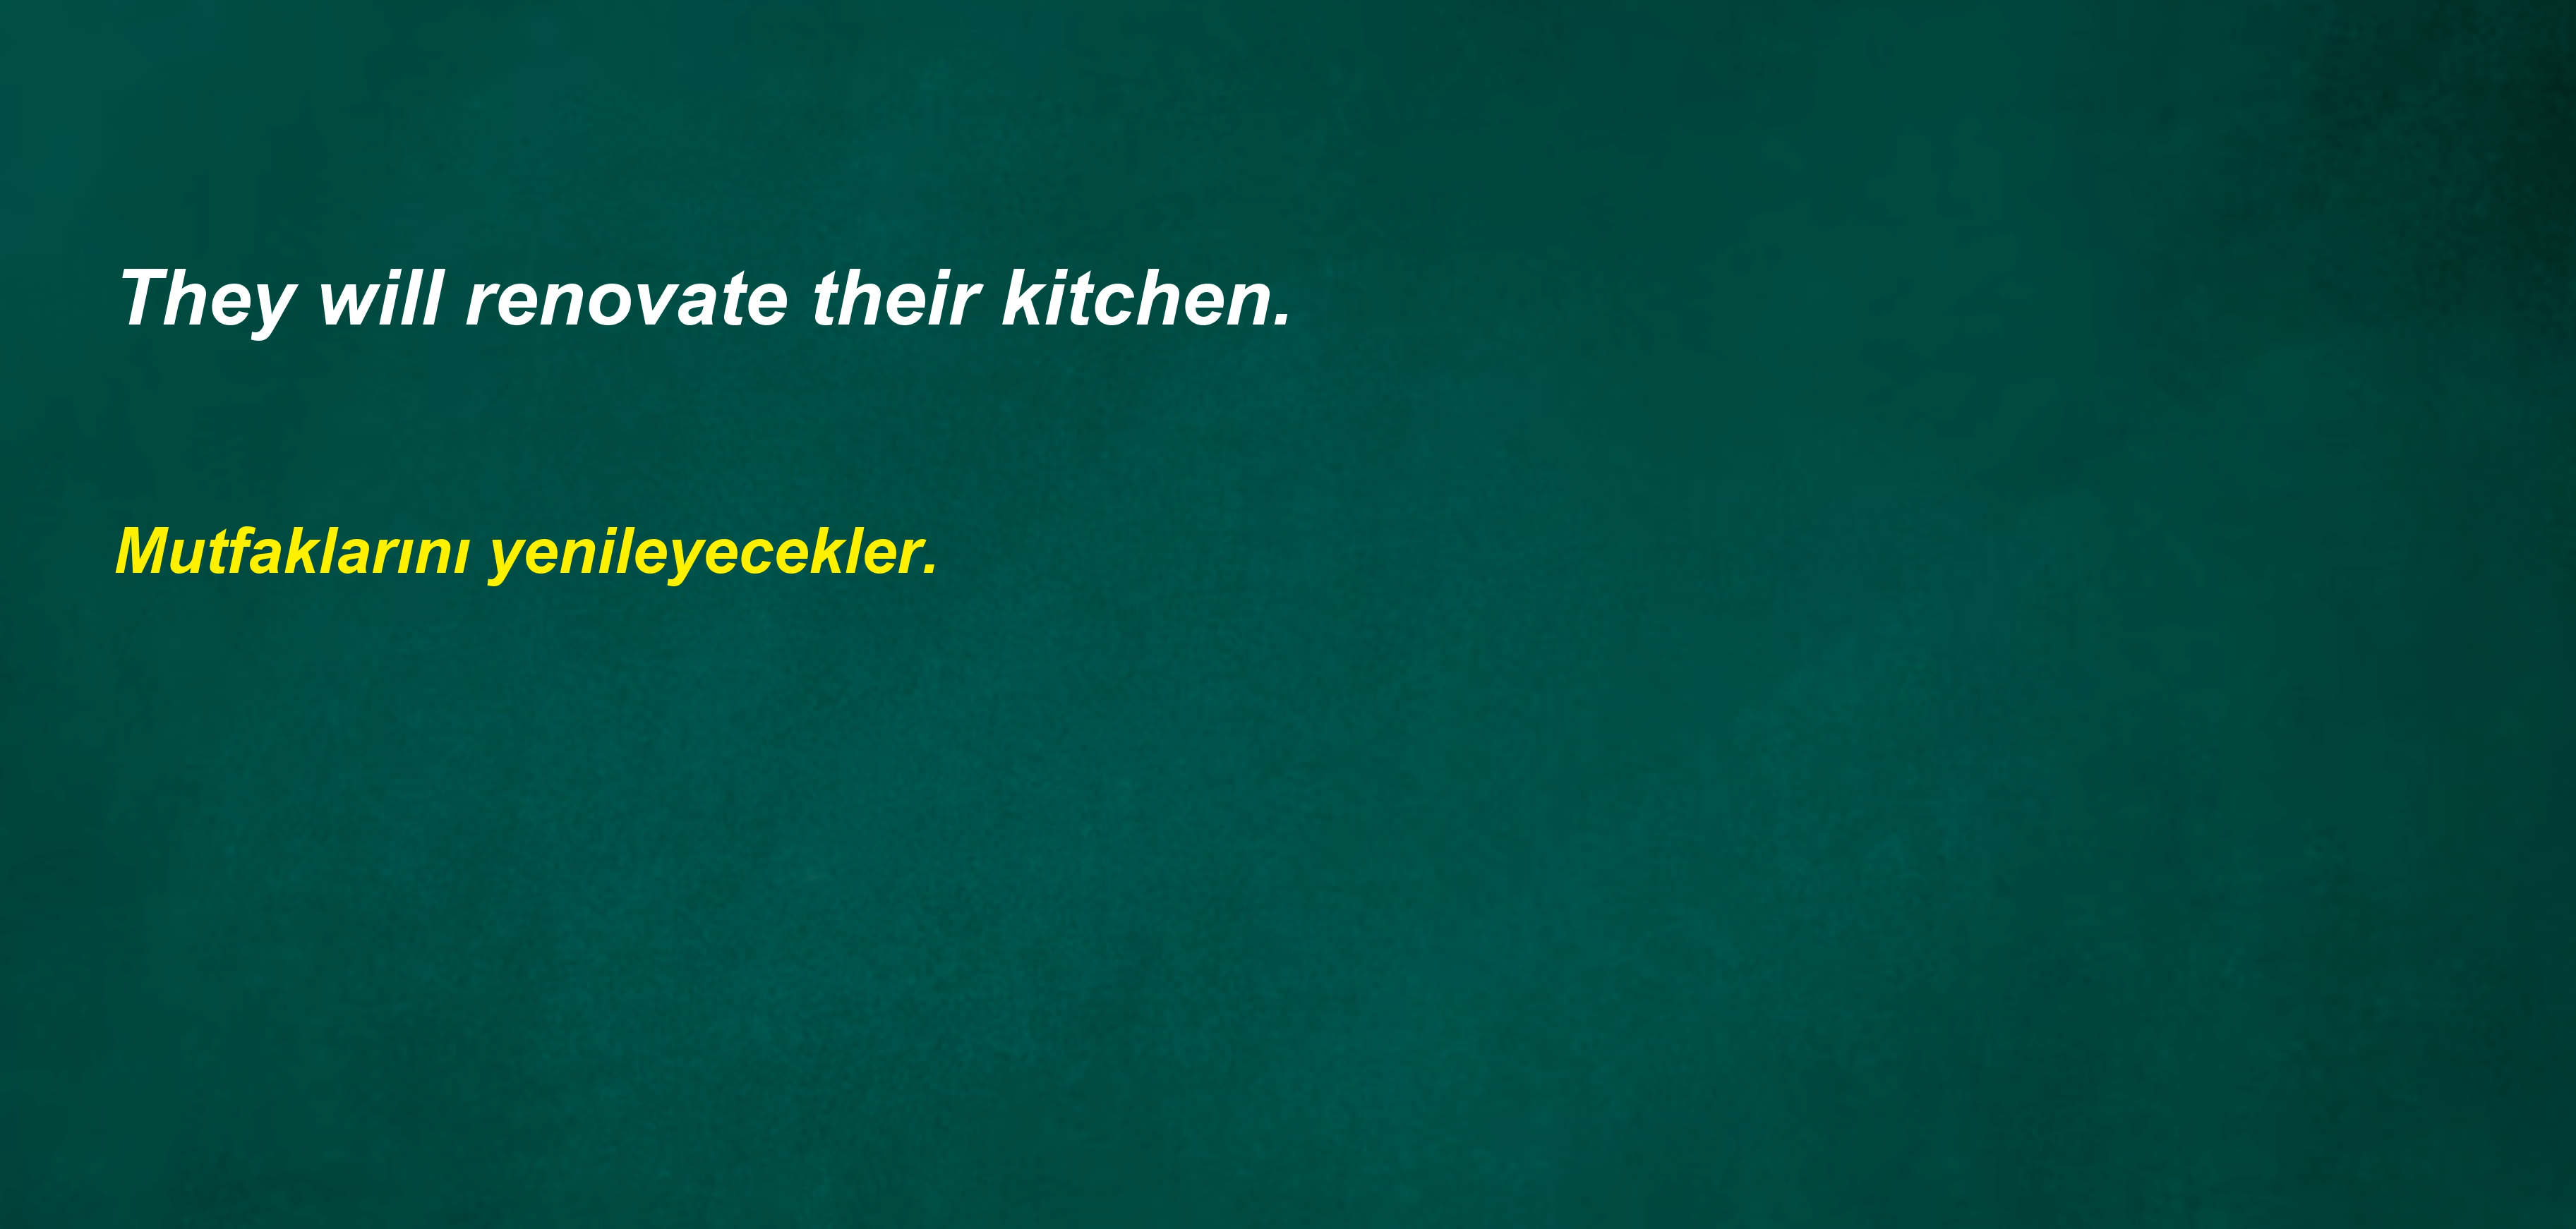 They will renovate their kitchen.
Mutfaklarını yenileyecekler.